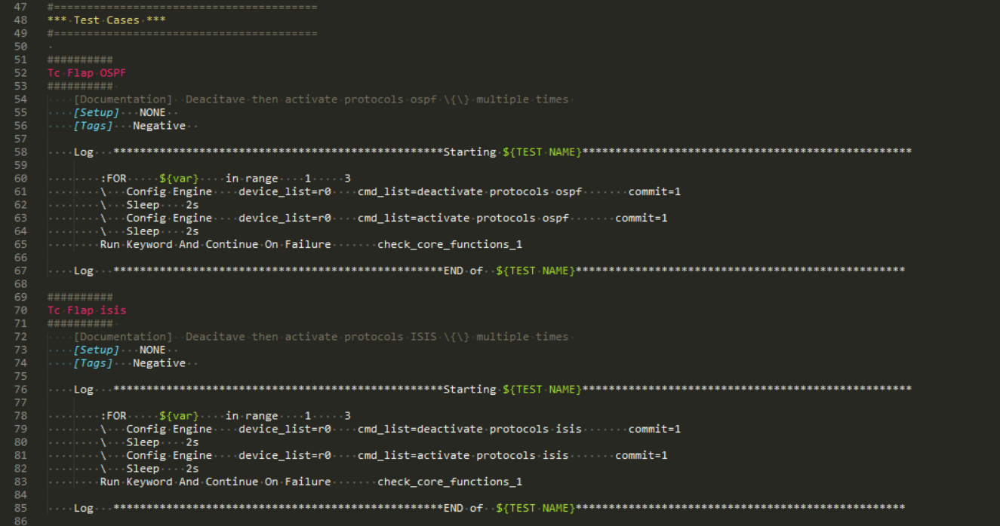 47 #========================================
48 *** Test Cases ***
49 #========================================
50
51 ##########
52 Tc Flap OSPF
53 ##########
54 [Documentation] Deacitave then activate protocols ospf \{\} multiple times
55 [Setup] NONE
56 [Tags] Negative
57
58 Log **************************************************Starting ${TEST NAME}**************************************************
59
60 :FOR ${var} in range 1 3
61 \ Config Engine device_list=r0 cmd_list=deactivate protocols ospf commit=1
62 \ Sleep 2s
63 \ Config Engine device_list=r0 cmd_list=activate protocols ospf commit=1
64 \ Sleep 2s
65 Run Keyword And Continue On Failure check_core_functions_1
66
67 Log **************************************************END of ${TEST NAME}**************************************************
68
69 ##########
70 Tc Flap isis
71 ##########
72 [Documentation] Deacitave then activate protocols ISIS \{\} multiple times
73 [Setup] NONE
74 [Tags] Negative
75
76 Log **************************************************Starting ${TEST NAME}**************************************************
77
78 :FOR ${var} in range 1 3
79 \ Config Engine device_list=r0 cmd_list=deactivate protocols isis commit=1
80 \ Sleep 2s
81 \ Config Engine device_list=r0 cmd_list=activate protocols isis commit=1
82 \ Sleep 2s
83 Run Keyword And Continue On Failure check_core_functions_1
84
85 Log **************************************************END of ${TEST NAME}**************************************************
86